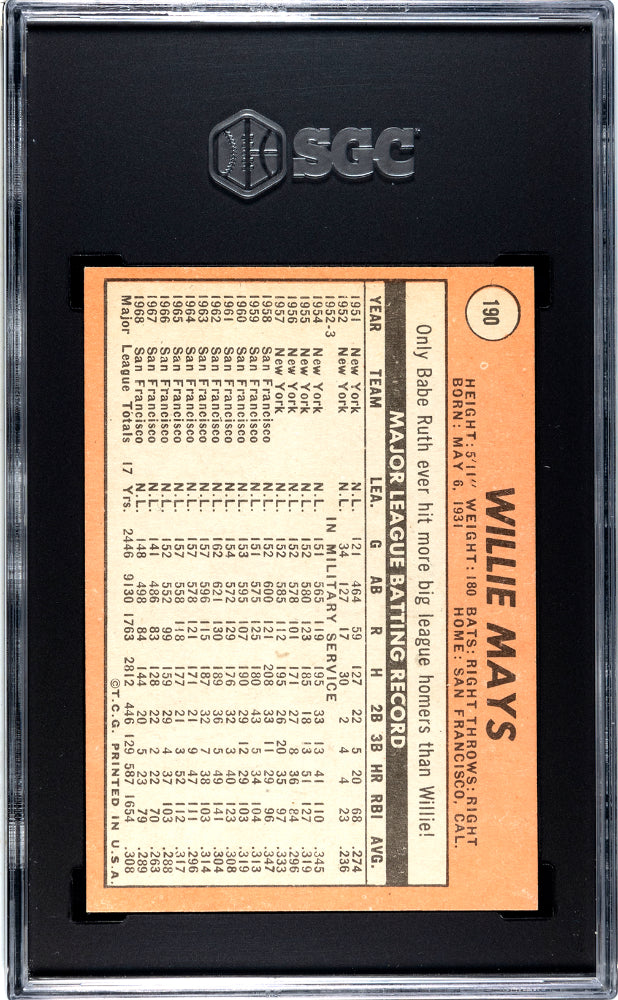 SGC
190
WILLIE MAYS
HEIGHT: 5'11" WEIGHT: 180 BATS: RIGHT THROWS: RIGHT
BORN: MAY 6, 1931 HOME: SAN FRANCISCO, CAL.
Only Babe Ruth ever hit more big league homers than Willie!
MAJOR LEAGUE BATTING RECORD
YEAR TEAM LEA. G AB R H 2B 3B HR RBI AVG.
1951 New York N.L. 121 464 59 127 22 5 20 68 .274
1952 New York N.L. 34 127 17 30 2 4 4 23 .236
1952-3 IN MILITARY SERVICE
1954 New York N.L. 151 565 119 195 33 13 41 110 .345
1955 New York N.L. 152 580 123 185 18 13 51 127 .319
1956 New York N.L. 152 578 101 171 27 8 36 84 .296
1957 New York N.L. 152 585 112 195 26 20 35 97 .333
1958 San Francisco N.L. 152 600 121 208 33 11 29 96 .347
1959 San Francisco N.L. 151 575 125 180 43 5 34 104 .313
1960 San Francisco N.L. 153 595 107 190 29 12 29 103 .319
1961 San Francisco N.L. 154 572 129 176 32 3 40 123 .308
1962 San Francisco N.L. 162 621 130 189 36 5 49 141 .304
1963 San Francisco N.L. 157 596 115 187 32 7 38 103 .314
1964 San Francisco N.L. 157 578 121 171 21 9 47 111 .296
1965 San Francisco N.L. 157 558 118 177 21 3 52 112 .317
1966 San Francisco N.L. 152 552 99 159 29 4 37 103 .288
1967 San Francisco N.L. 141 486 83 128 22 2 22 70 .263
1968 San Francisco N.L. 148 498 84 144 20 5 23 79 .289
Major League Totals 17 Yrs. 2446 9130 1763 2812 446 129 587 1654 .308
©T.C.G. PRINTED IN U.S.A.